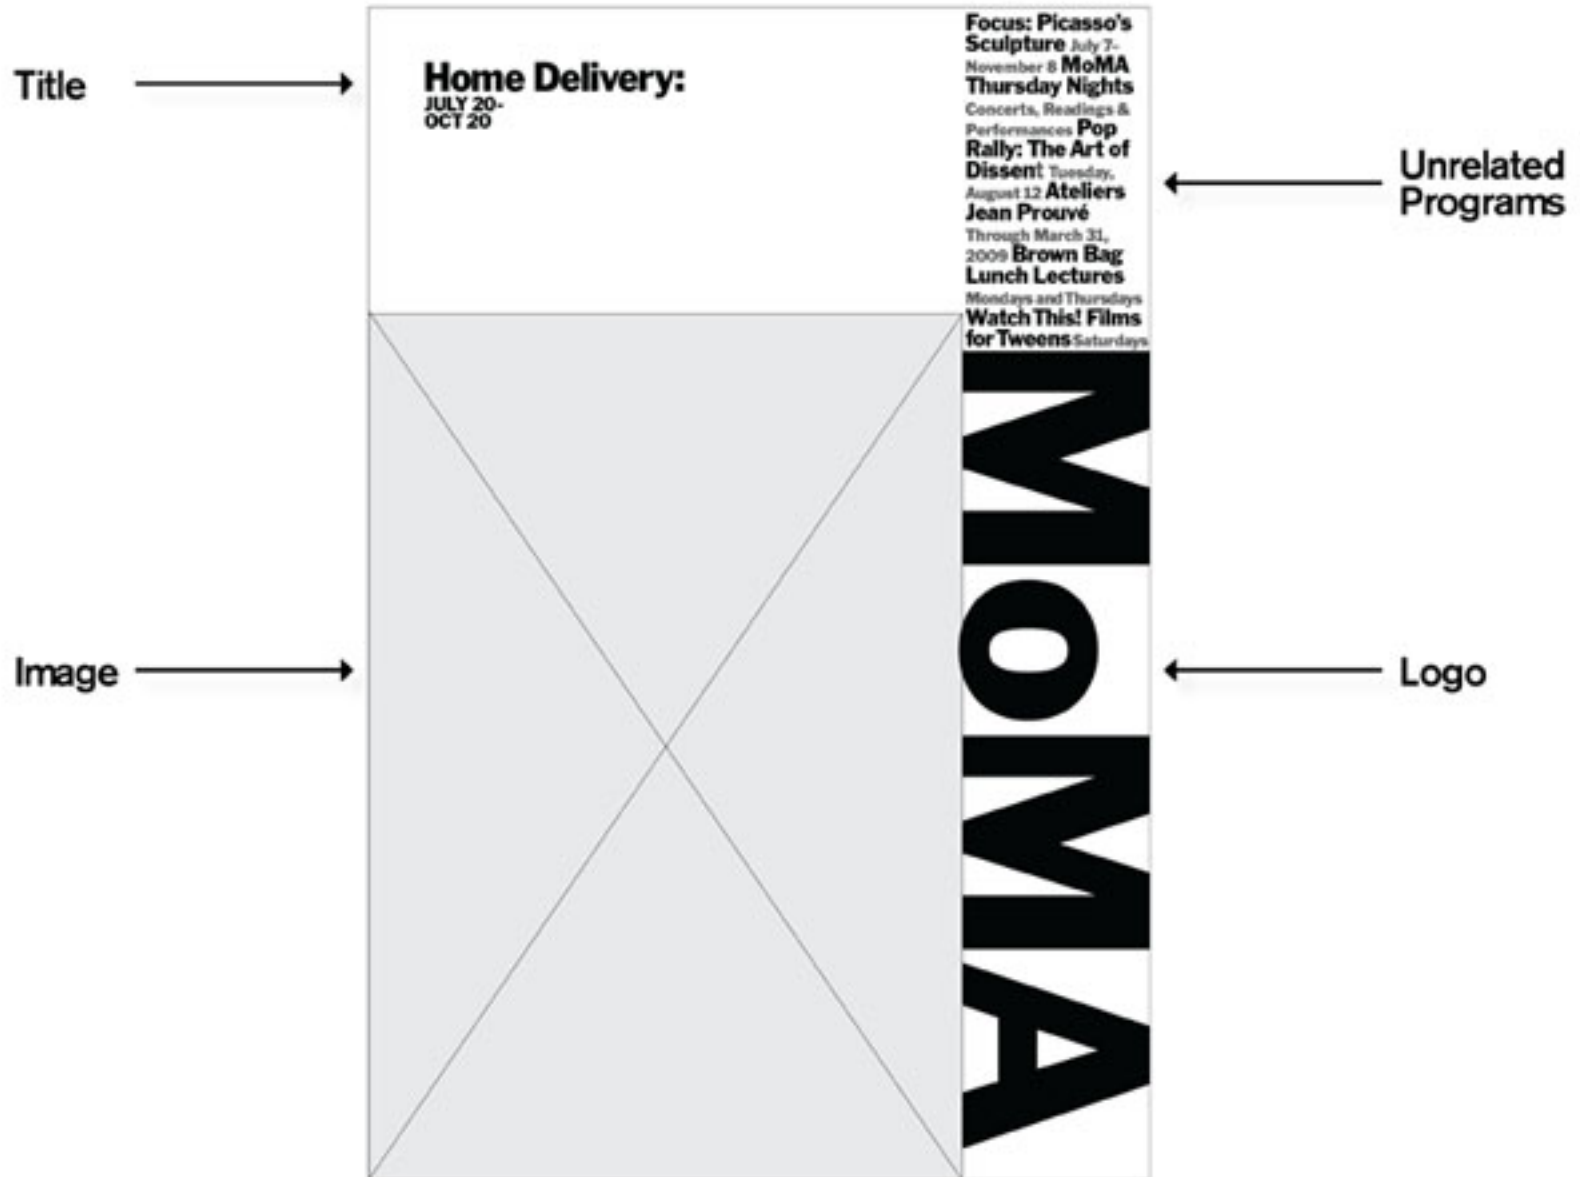 Title
Home Delivery:
JULY 20-
OCT 20
Focus: Picasso's
Sculpture July 7-
November 8 MoMA
Thursday Nights
Concerts, Readings &
Performances Pop
Rally: The Art of
Dissent Tuesday,
August 12 Ateliers
Jean Prouvé
Through March 31,
2009 Brown Bag
Lunch Lectures
Mondays and Thursdays
Watch This! Films
for Tweens Saturdays
Unrelated
Programs
Image
MoMA
Logo